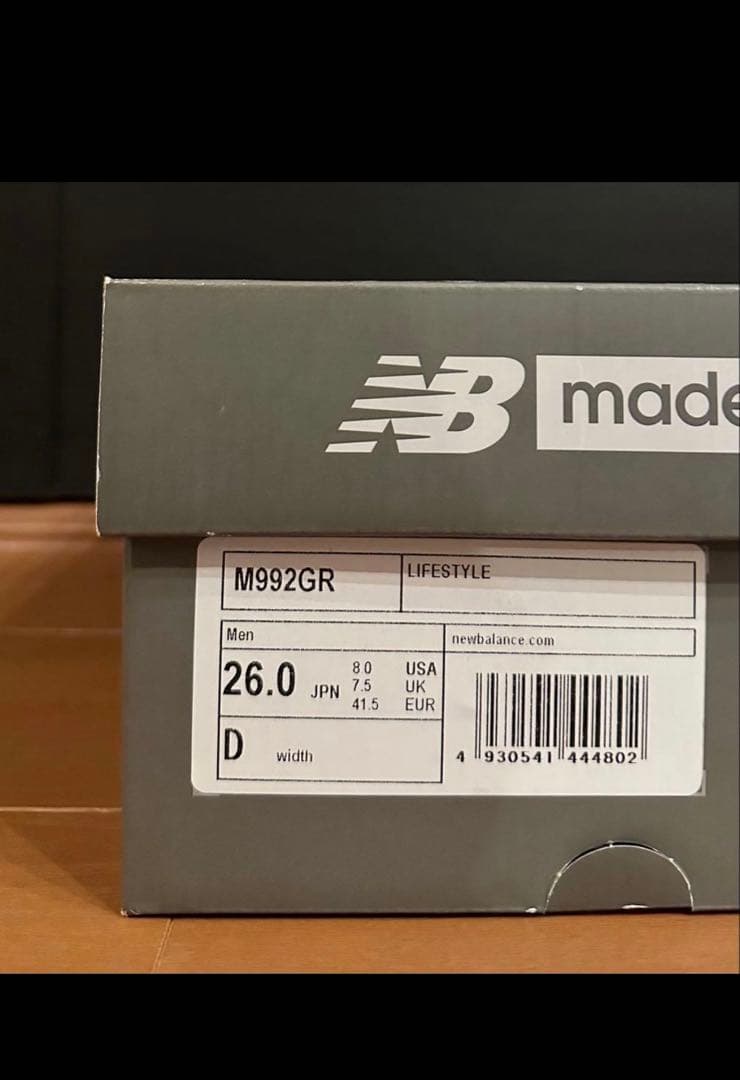 NB made
M992GR
LIFESTYLE
Men
newbalance.com
26.0 JPN
8.0 USA
7.5 UK
41.5 EUR
D width
4 930541 444802